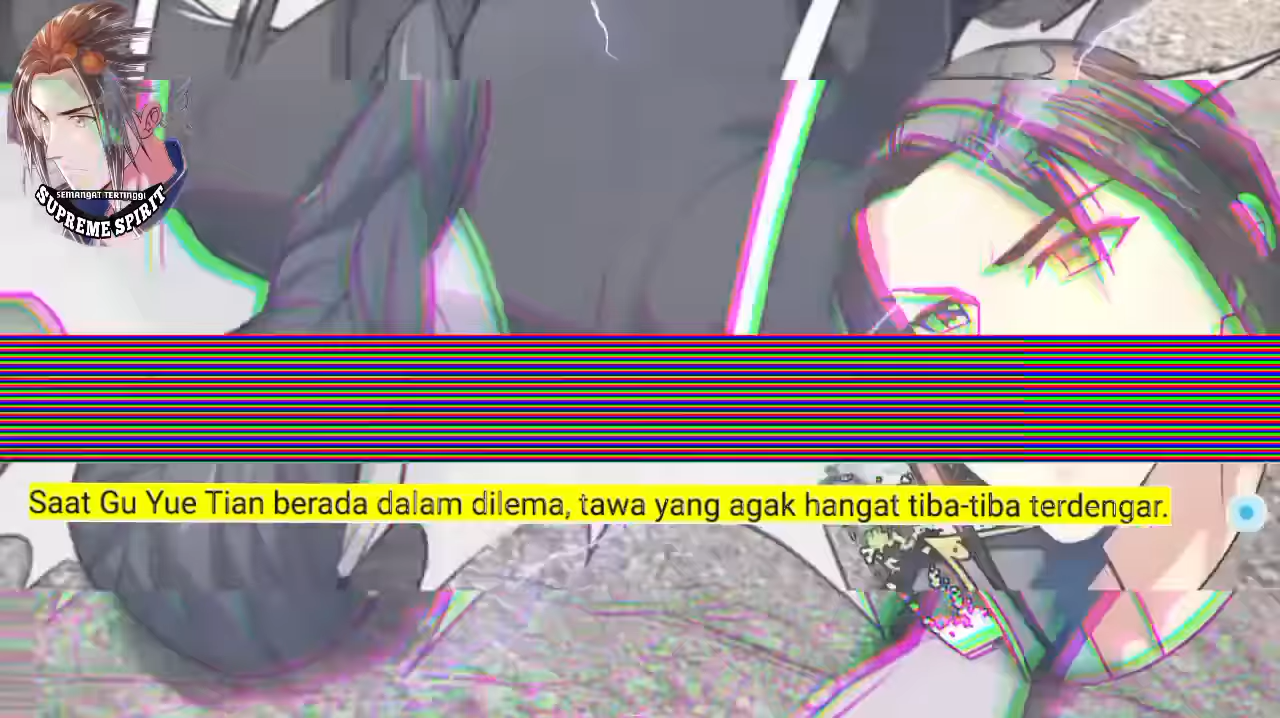 SEMANGAT TERTINGGI
SUPREME SPIRIT
Saat Gu Yue Tian berada dalam dilema, tawa yang agak hangat tiba-tiba terdengar.